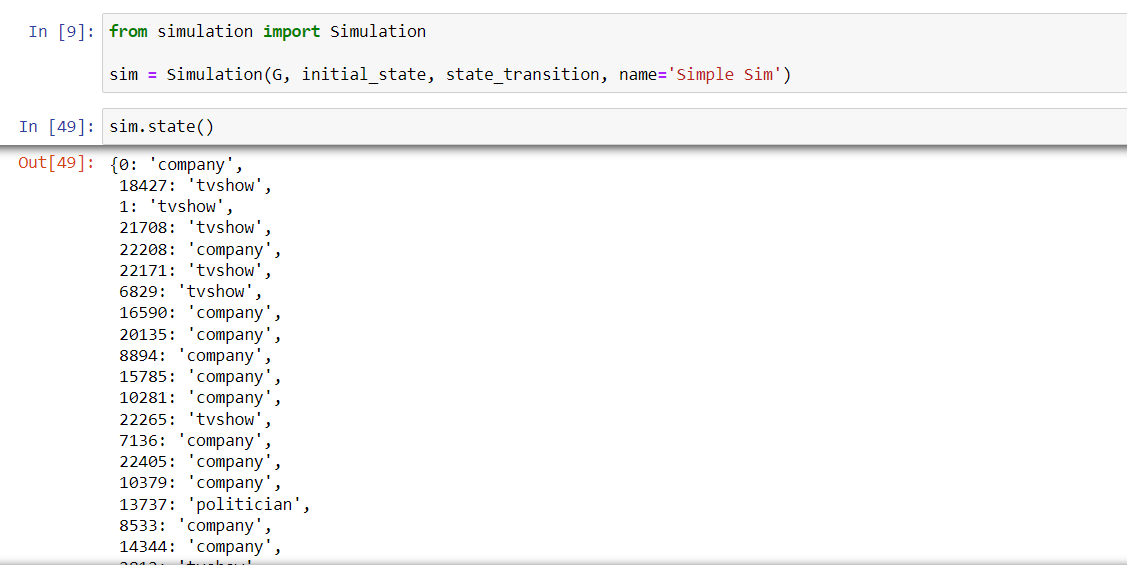 In [9]: from simulation import Simulation
sim = Simulation(G, initial_state, state_transition, name='Simple Sim')
In [49]: sim.state()
Out[49]: {0: 'company',
18427: 'tvshow',
1: 'tvshow',
21708: 'tvshow',
22208: 'company',
22171: 'tvshow',
6829: 'tvshow',
16590: 'company',
20135: 'company',
8894: 'company',
15785: 'company',
10281: 'company',
22265: 'tvshow',
7136: 'company',
22405: 'company',
10379: 'company',
13737: 'politician',
8533: 'company',
14344: 'company',